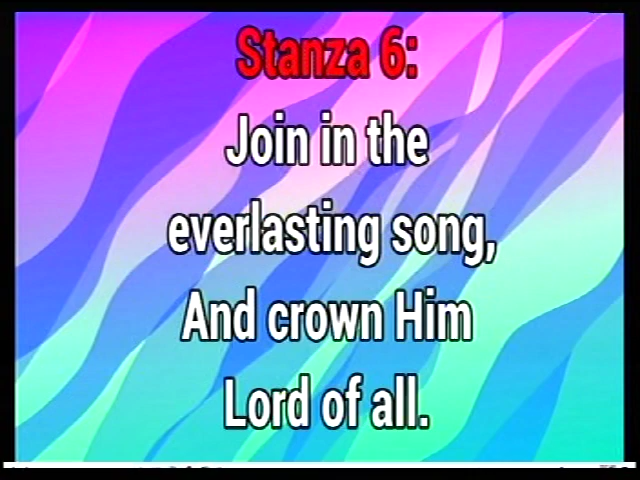 Stanza 6:
Join in the
everlasting song,
And crown Him
Lord of all.